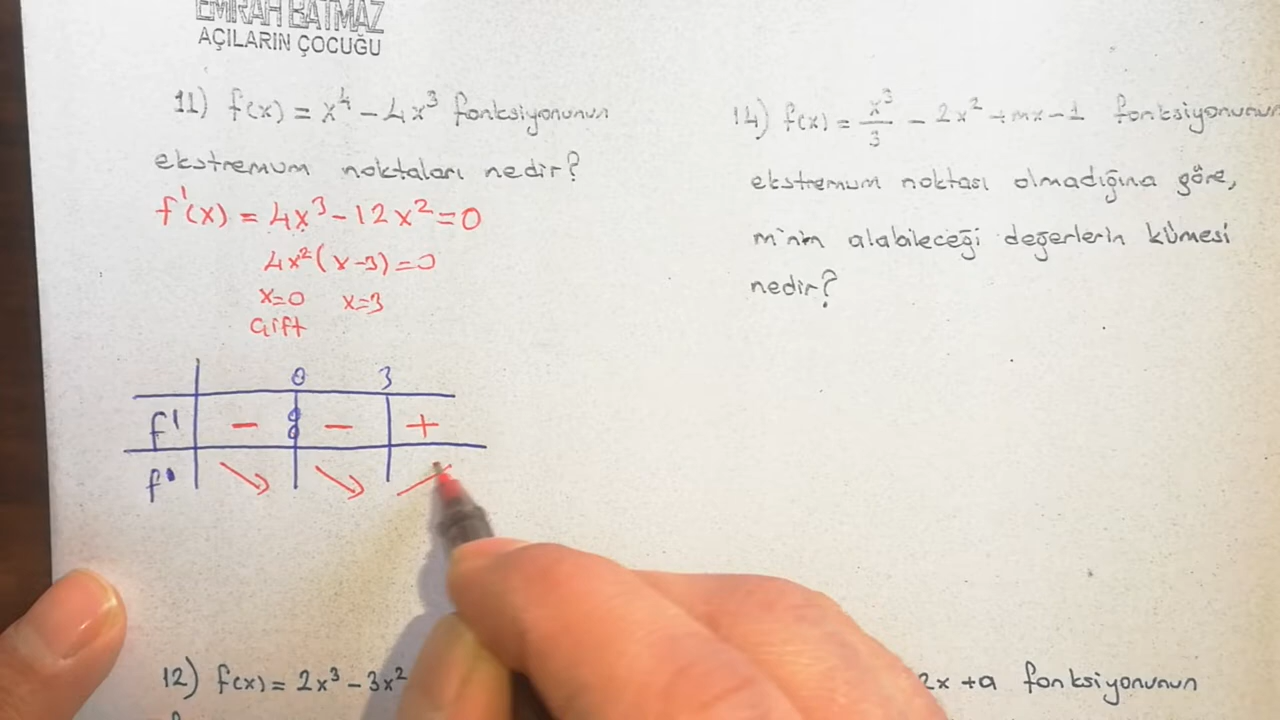 EMRAH BATMAZ
AÇILARIN ÇOCUĞU
11) f(x) = x⁴ - 4x³ fonksiyonunun
ekstremum noktaları nedir?
f'(x) = 4x³ - 12x² = 0
4x²(x-3) = 0
x=0 x=3
Çift
0 3
f' - - +
f
14) f(x) = x³/3 - 2x² + mx - 1 fonksiyonunun
ekstremum noktası olmadığına göre,
m'nin alabileceği değerlerin kümesi
nedir?
12) f(x) = 2x³ - 3x²
2x + a fonksiyonunun